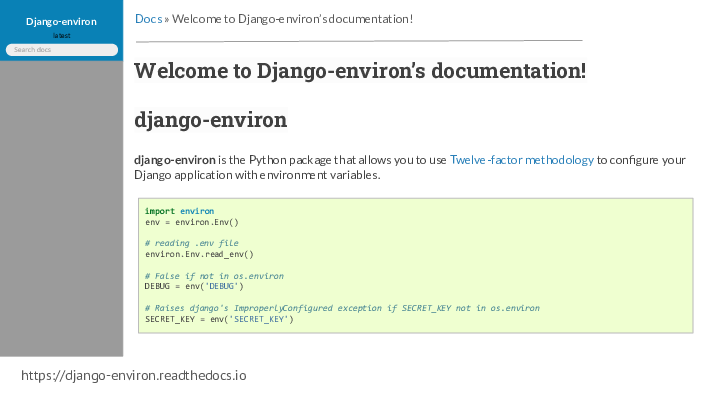 Django-environ
latest
Search docs
Docs » Welcome to Django-environ's documentation!
Welcome to Django-environ's documentation!
django-environ
django-environ is the Python package that allows you to use Twelve-factor methodology to configure your
Django application with environment variables.
import environ
env = environ.Env()
# reading .env file
environ.Env.read_env()
# False if not in os.environ
DEBUG = env('DEBUG')
# Raises django's ImproperlyConfigured exception if SECRET_KEY not in os.environ
SECRET_KEY = env('SECRET_KEY')
https://django-environ.readthedocs.io